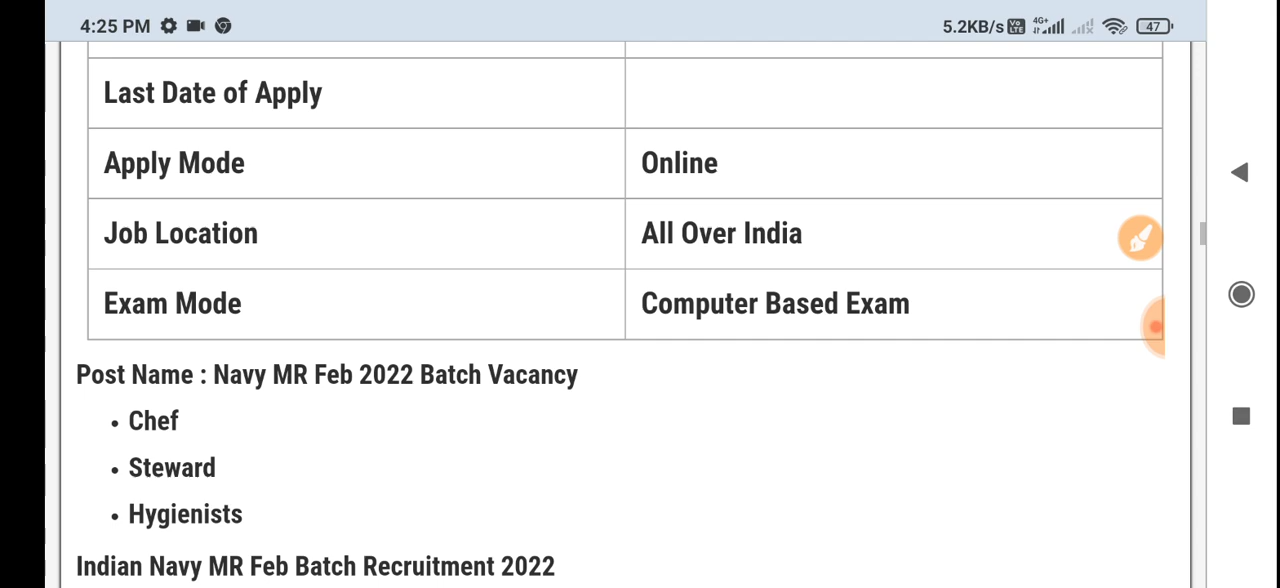 4:25 PM 5.2KB/s Vo LTE 4G+ 47
Last Date of Apply
Apply Mode Online
Job Location All Over India
Exam Mode Computer Based Exam
Post Name : Navy MR Feb 2022 Batch Vacancy
• Chef
• Steward
• Hygienists
Indian Navy MR Feb Batch Recruitment 2022